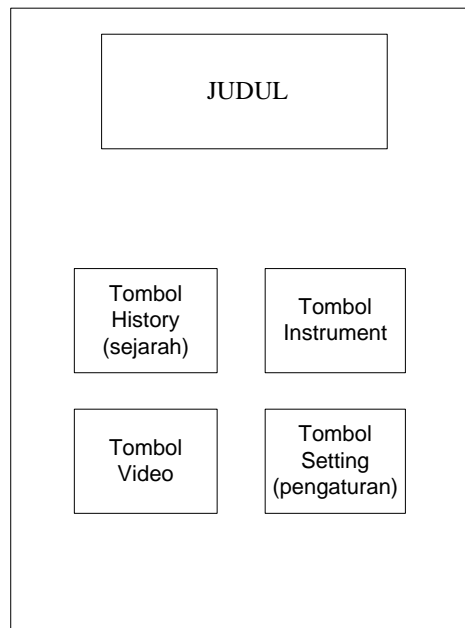 JUDUL
Tombol
History
(sejarah)
Tombol
Instrument
Tombol
Video
Tombol
Setting
(pengaturan)